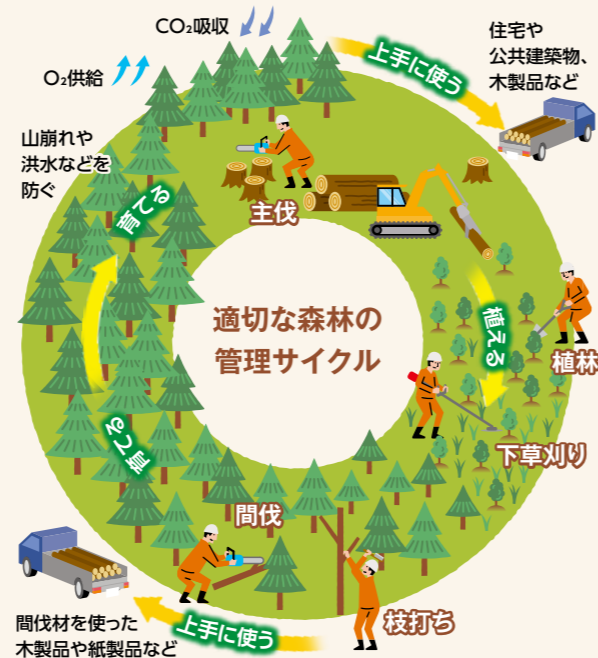 CO₂吸収
O₂供給
上手に使う
住宅や
公共建築物、
木製品など
山崩れや
洪水などを
防ぐ
育てる
主伐
適切な森林の
管理サイクル
植える
植林
下草刈り
育てる
間伐
枝打ち
上手に使う
間伐材を使った
木製品や紙製品など